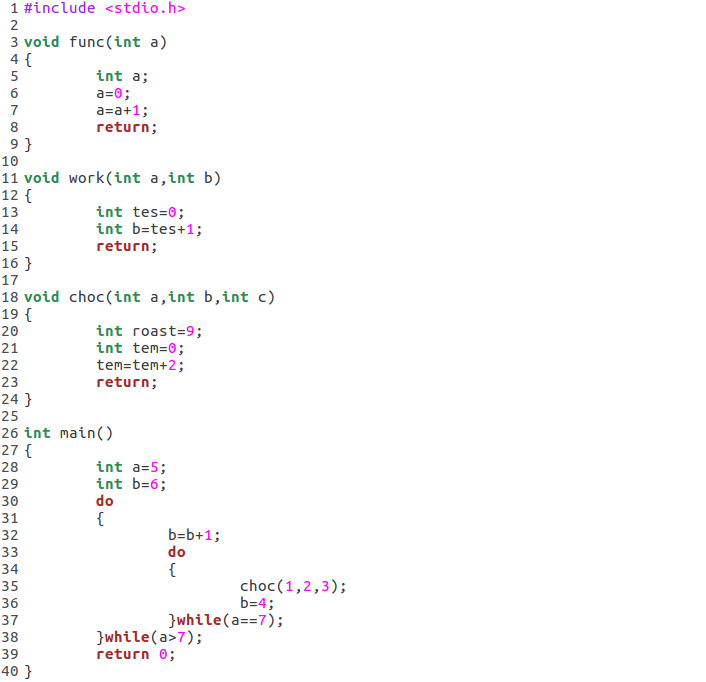 1 #include <stdio.h>
2
3 void func(int a)
4 {
5         int a;
6         a=0;
7         a=a+1;
8         return;
9 }
10
11 void work(int a,int b)
12 {
13         int tes=0;
14         int b=tes+1;
15         return;
16 }
17
18 void choc(int a,int b,int c)
19 {
20         int roast=9;
21         int tem=0;
22         tem=tem+2;
23         return;
24 }
25
26 int main()
27 {
28         int a=5;
29         int b=6;
30         do
31         {
32                 b=b+1;
33                 do
34                 {
35                         choc(1,2,3);
36                         b=4;
37                 }while(a==7);
38         }while(a>7);
39         return 0;
40 }